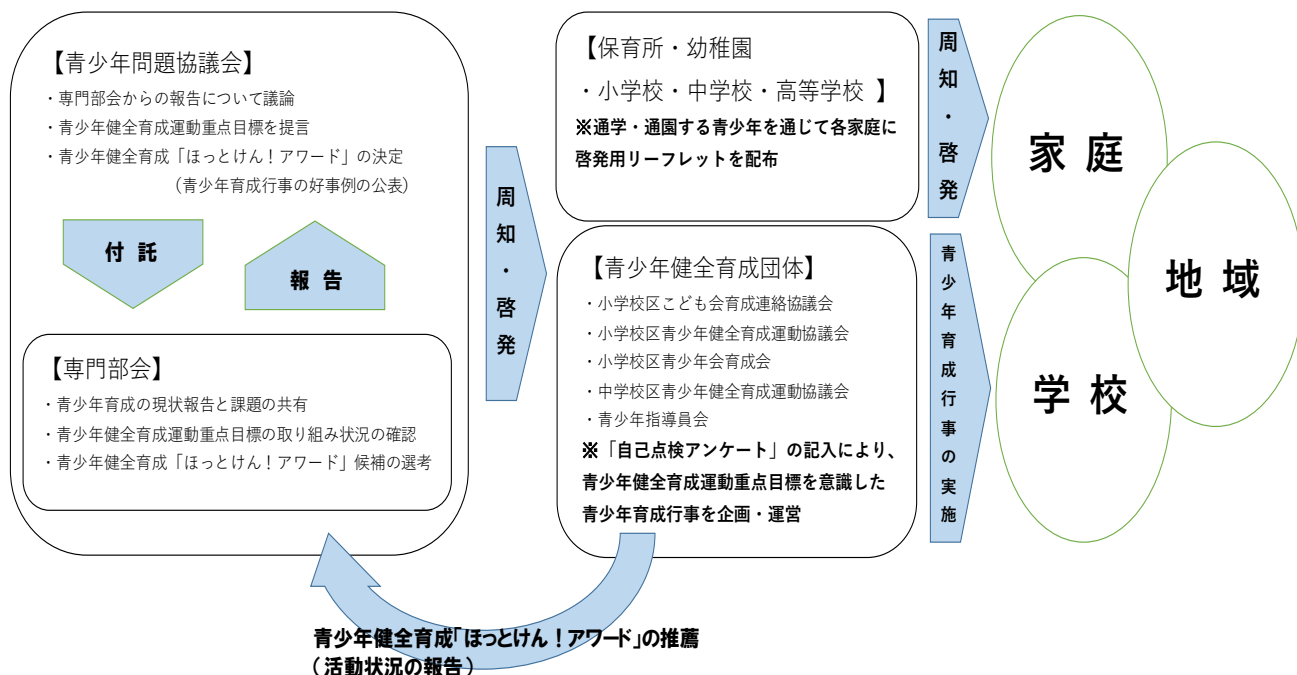 【青少年問題協議会】
・専門部会からの報告について議論
・青少年健全育成運動重点目標を提言
・青少年健全育成「ほっとけん！アワード」の決定
（青少年育成行事の好事例の公表）
付 託
報 告
【専門部会】
・青少年育成の現状報告と課題の共有
・青少年健全育成運動重点目標の取り組み状況の確認
・青少年健全育成「ほっとけん！アワード」候補の選考
周知・啓発
【保育所・幼稚園
・小学校・中学校・高等学校 】
※通学・通園する青少年を通じて各家庭に
啓発用リーフレットを配布
【青少年健全育成団体】
・小学校区こども会育成連絡協議会
・小学校区青少年健全育成運動協議会
・小学校区青少年会育成会
・中学校区青少年健全育成運動協議会
・青少年指導員会
※「自己点検アンケート」の記入により、
青少年健全育成運動重点目標を意識した
青少年育成行事を企画・運営
周知・啓発
青少年育成行事の実施
家 庭
地 域
学 校
青少年健全育成「ほっとけん！アワード」の推薦
（活動状況の報告）